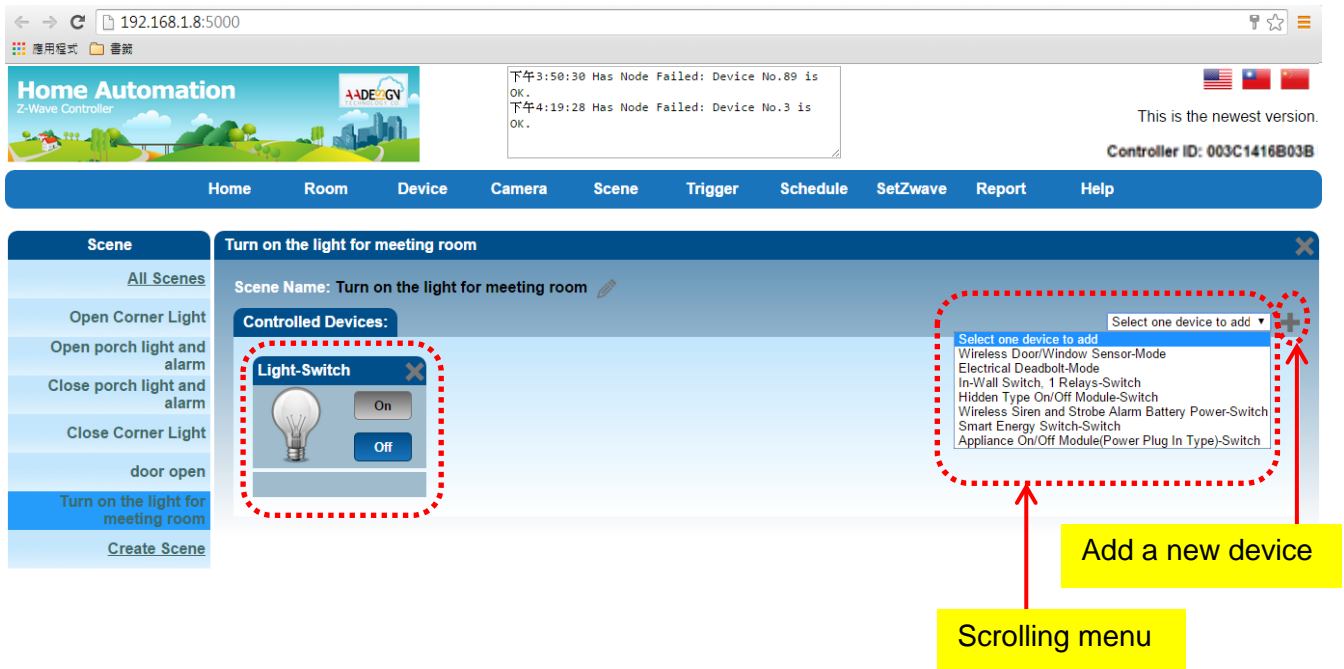 192.168.1.8:5000
應用程式 書籤
Home Automation
Z-Wave Controller
TECHNOLOGY CO
下午3:50:30 Has Node Failed: Device No.89 is
OK.
下午4:19:28 Has Node Failed: Device No.3 is
OK.
This is the newest version.
Controller ID: 003C1416B03B
Home Room Device Camera Scene Trigger Schedule SetZwave Report Help
Scene
All Scenes
Open Corner Light
Open porch light and
alarm
Close porch light and
alarm
Close Corner Light
door open
Turn on the light for
meeting room
Create Scene
Turn on the light for meeting room
Scene Name: Turn on the light for meeting room
Controlled Devices:
Light-Switch
On
Off
Select one device to add
Select one device to add
Wireless Door/Window Sensor-Mode
Electrical Deadbolt-Mode
In-Wall Switch, 1 Relays-Switch
Hidden Type On/Off Module-Switch
Wireless Siren and Strobe Alarm Battery Power-Switch
Smart Energy Switch-Switch
Appliance On/Off Module(Power Plug In Type)-Switch
Add a new device
Scrolling menu